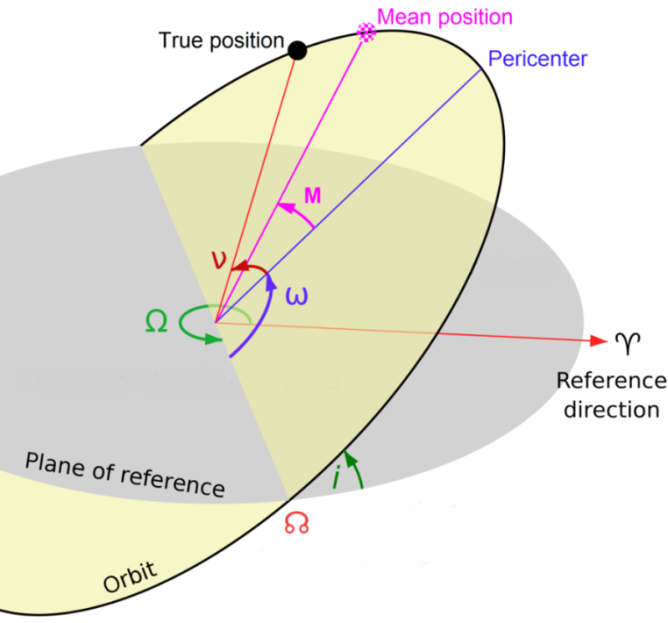 Mean position
True position
Pericenter
M
ν
ω
Ω
♈
Reference
direction
Plane of reference
i
☊
Orbit